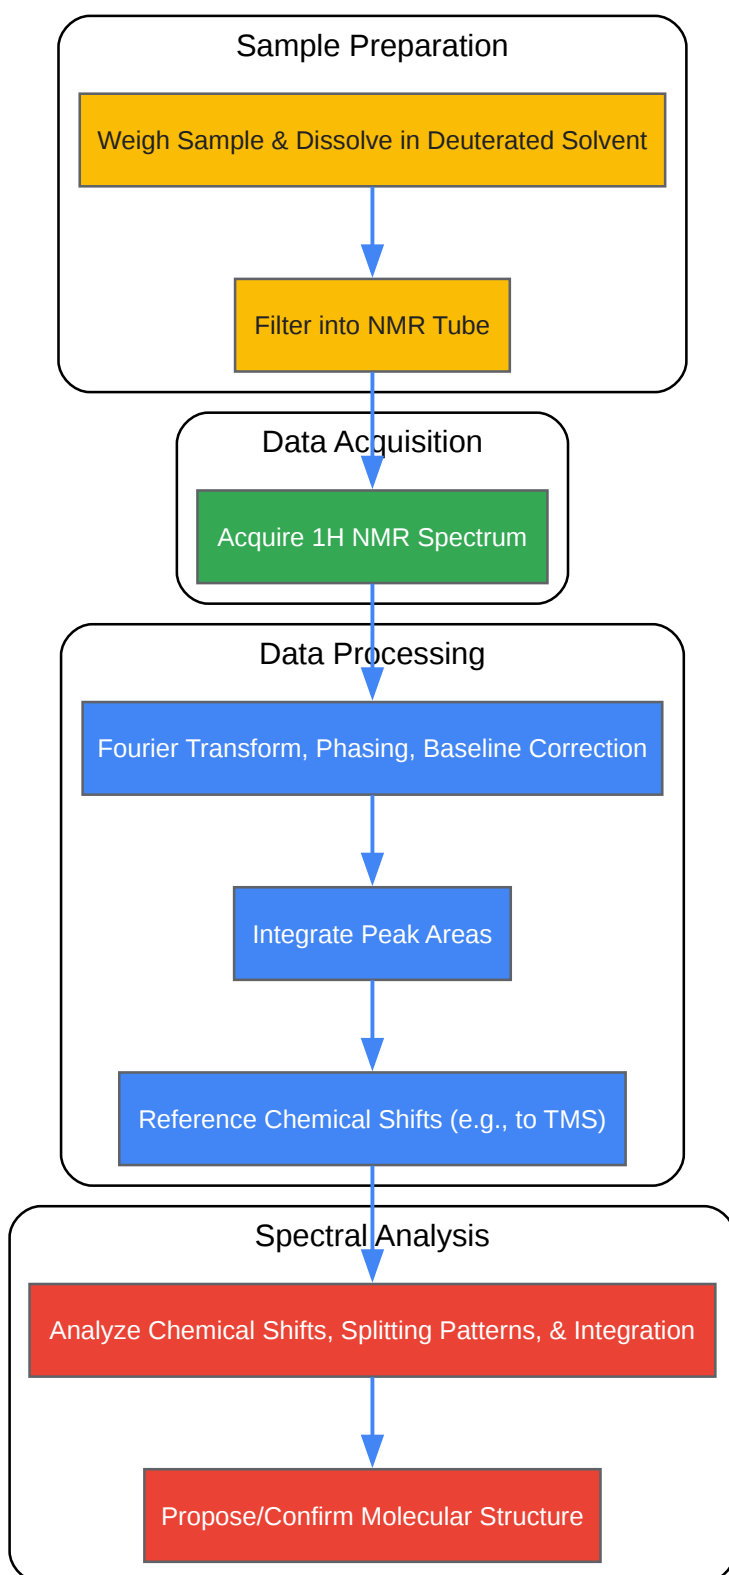 Sample Preparation
Weigh Sample & Dissolve in Deuterated Solvent
Filter into NMR Tube
Data Acquisition
Acquire 1H NMR Spectrum
Data Processing
Fourier Transform, Phasing, Baseline Correction
Integrate Peak Areas
Reference Chemical Shifts (e.g., to TMS)
Spectral Analysis
Analyze Chemical Shifts, Splitting Patterns, & Integration
Propose/Confirm Molecular Structure